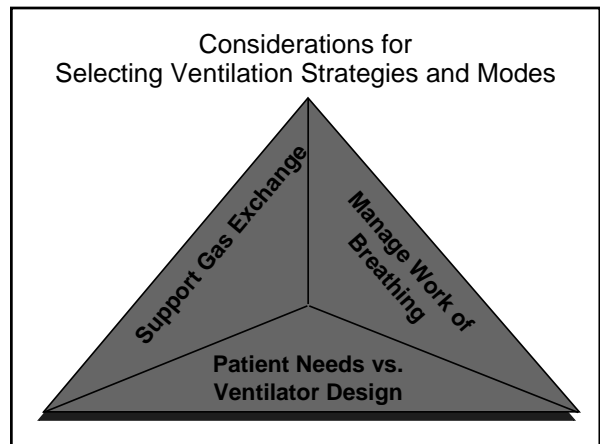 Considerations for
Selecting Ventilation Strategies and Modes
Support Gas Exchange
Manage Work of
Breathing
Patient Needs vs.
Ventilator Design